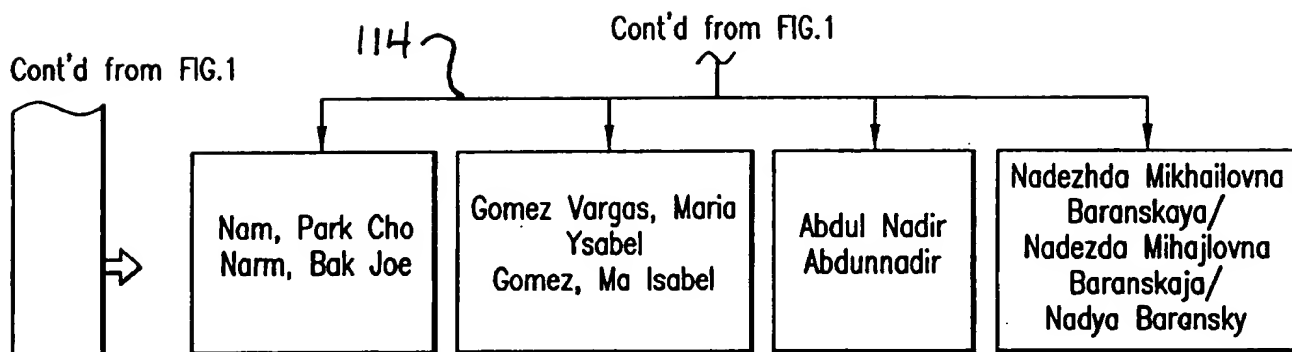 114
Cont'd from FIG.1
Cont'd from FIG.1
Nam, Park Cho
Narm, Bak Joe
Gomez Vargas, Maria
Ysabel
Gomez, Ma Isabel
Abdul Nadir
Abdunnadir
Nadezhda Mikhailovna
Baranskaya/
Nadezda Mihajlovna
Baranskaja/
Nadya Baransky